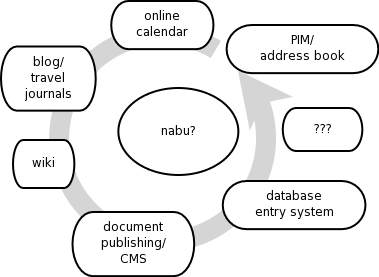 online
calendar
PIM/
address book
blog/
travel
journals
nabu?
???
wiki
database
entry system
document
publishing/
CMS